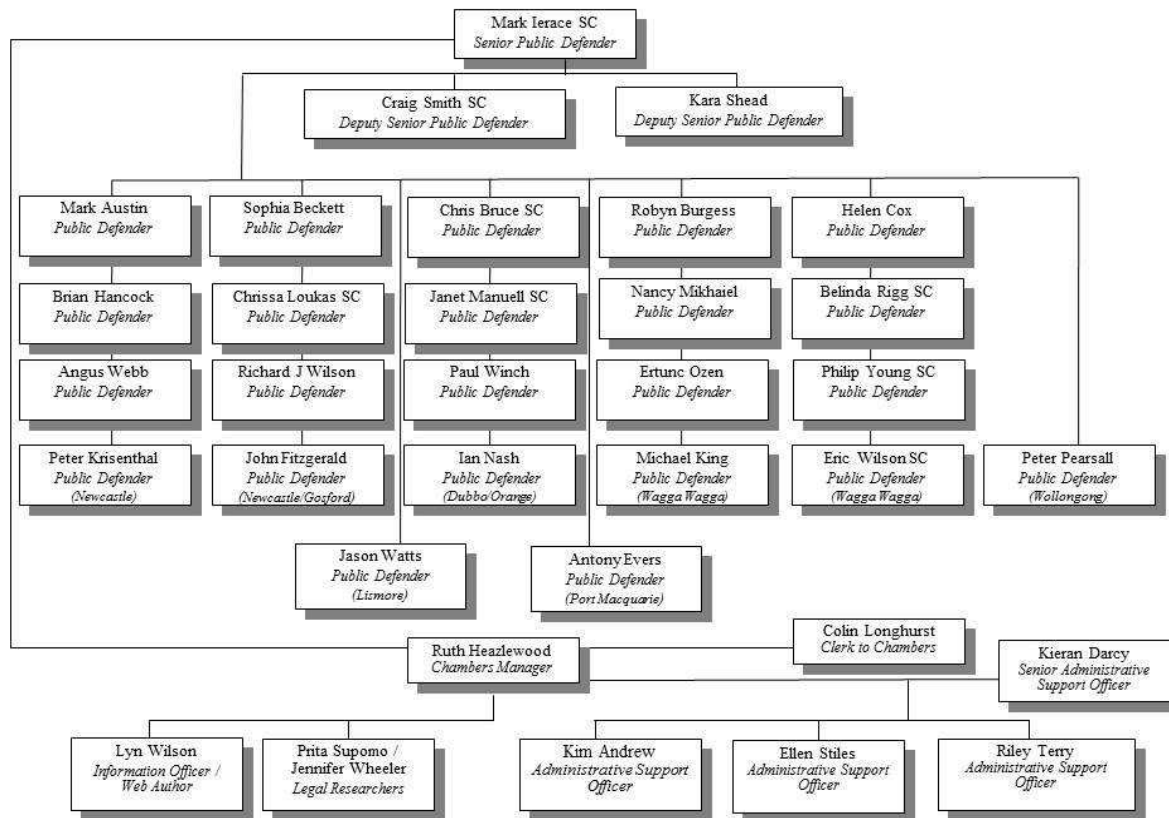 Mark Ierace SC
Senior Public Defender
Craig Smith SC
Deputy Senior Public Defender
Kara Shead
Deputy Senior Public Defender
Mark Austin
Public Defender
Sophia Beckett
Public Defender
Chris Bruce SC
Public Defender
Robyn Burgess
Public Defender
Helen Cox
Public Defender
Brian Hancock
Public Defender
Chrissa Loukas SC
Public Defender
Janet Manuell SC
Public Defender
Nancy Mikhaiel
Public Defender
Belinda Rigg SC
Public Defender
Angus Webb
Public Defender
Richard J Wilson
Public Defender
Paul Winch
Public Defender
Ertunc Ozen
Public Defender
Philip Young SC
Public Defender
Peter Krisenthal
Public Defender
(Newcastle)
John Fitzgerald
Public Defender
(Newcastle/Gosford)
Ian Nash
Public Defender
(Dubbo/Orange)
Michael King
Public Defender
(Wagga Wagga)
Eric Wilson SC
Public Defender
(Wagga Wagga)
Peter Pearsall
Public Defender
(Wollongong)
Jason Watts
Public Defender
(Lismore)
Antony Evers
Public Defender
(Port Macquarie)
Ruth Heazlewood
Chambers Manager
Colin Longhurst
Clerk to Chambers
Kieran Darcy
Senior Administrative
Support Officer
Lyn Wilson
Information Officer /
Web Author
Prita Supomo /
Jennifer Wheeler
Legal Researchers
Kim Andrew
Administrative Support
Officer
Ellen Stiles
Administrative Support
Officer
Riley Terry
Administrative Support
Officer